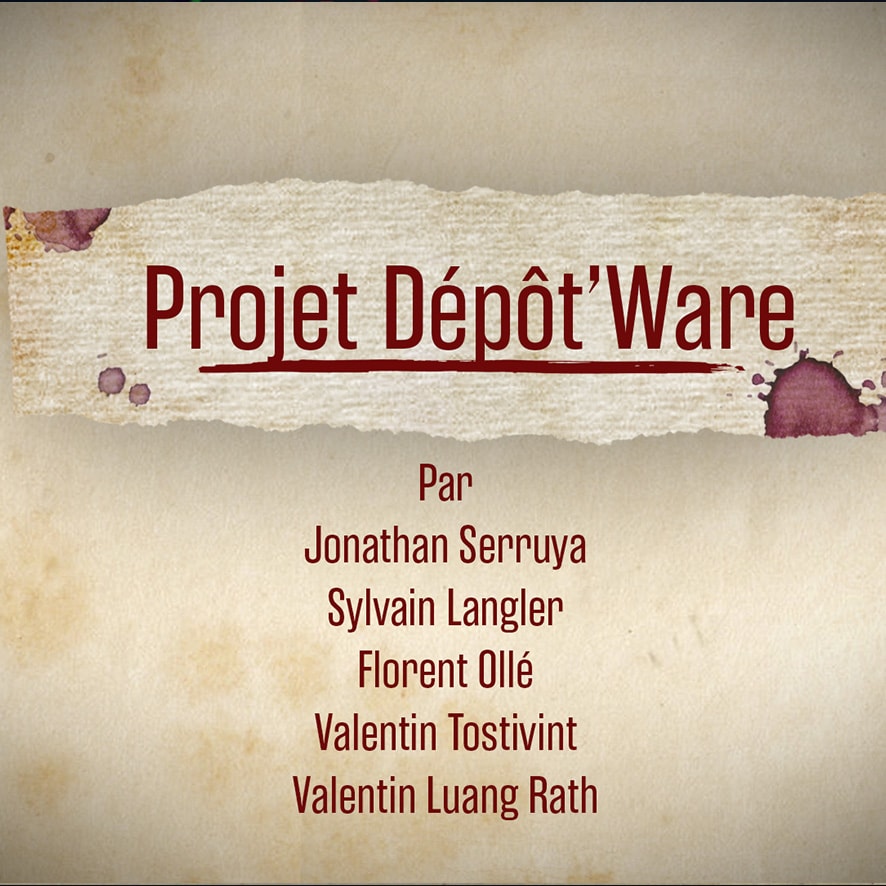 Projet Dépôt'Ware
Par
Jonathan Serruya
Sylvain Langler
Florent Ollé
Valentin Tostivint
Valentin Luang Rath